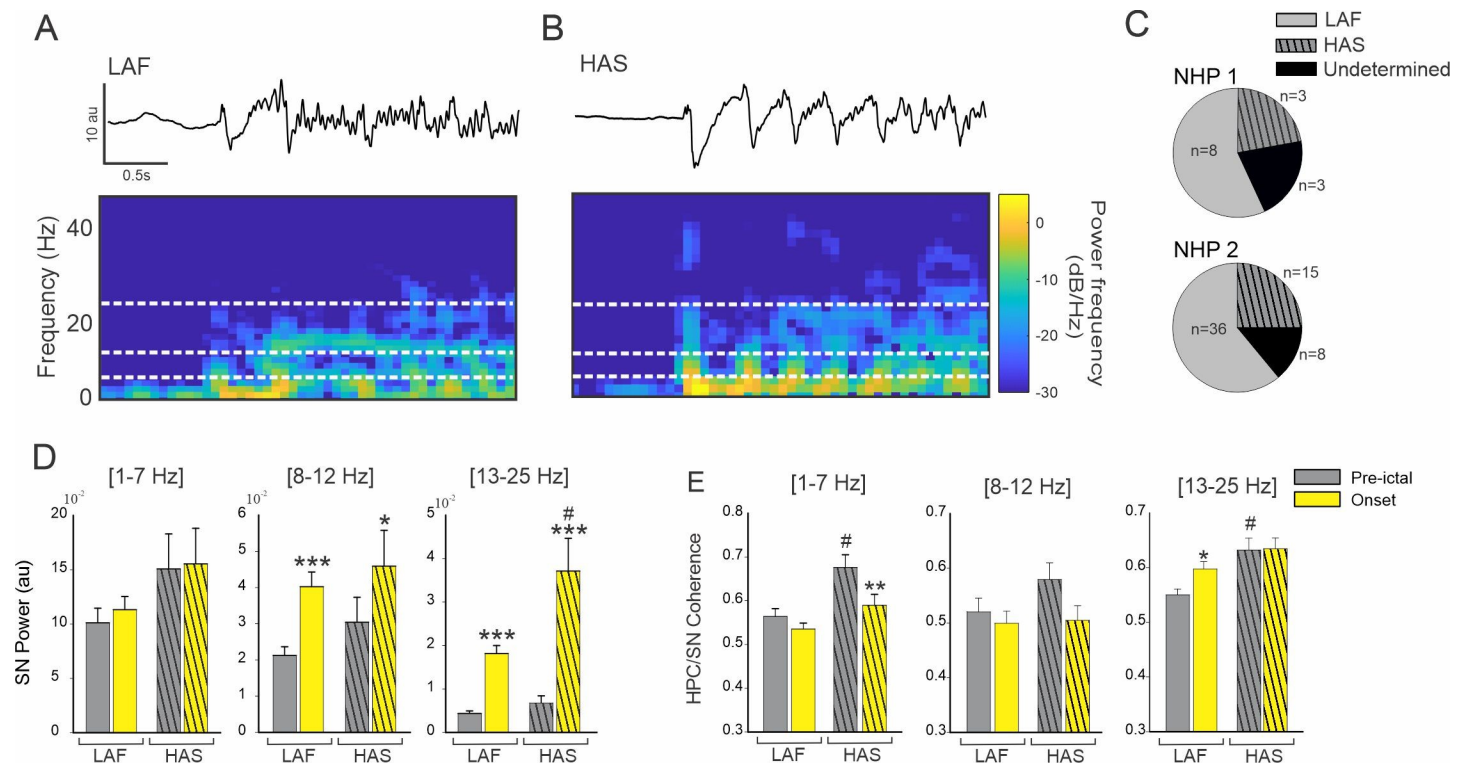 A
LAF
10 au
0.5s
B
HAS
C
LAF
HAS
Undetermined
NHP 1
n=3
n=8
n=3
NHP 2
n=15
n=36
n=8
Frequency (Hz)
40
20
0
0
-10
-20
-30
Power frequency
(dB/Hz)
D
[1-7 Hz]
[8-12 Hz]
[13-25 Hz]
SN Power (au)
10-2
20
15
10
5
0
LAF
HAS
10-2
6
5
4
3
2
1
0
***
*
LAF
HAS
5 10-2
4
3
2
1
0
***
#
***
LAF
HAS
E
[1-7 Hz]
[8-12 Hz]
[13-25 Hz]
Pre-ictal
Onset
HPC/SN Coherence
0.8
0.7
0.6
0.5
0.4
0.3
#
**
LAF
HAS
0.7
0.6
0.5
0.4
0.3
LAF
HAS
0.7
0.6
0.5
0.4
0.3
*
#
LAF
HAS